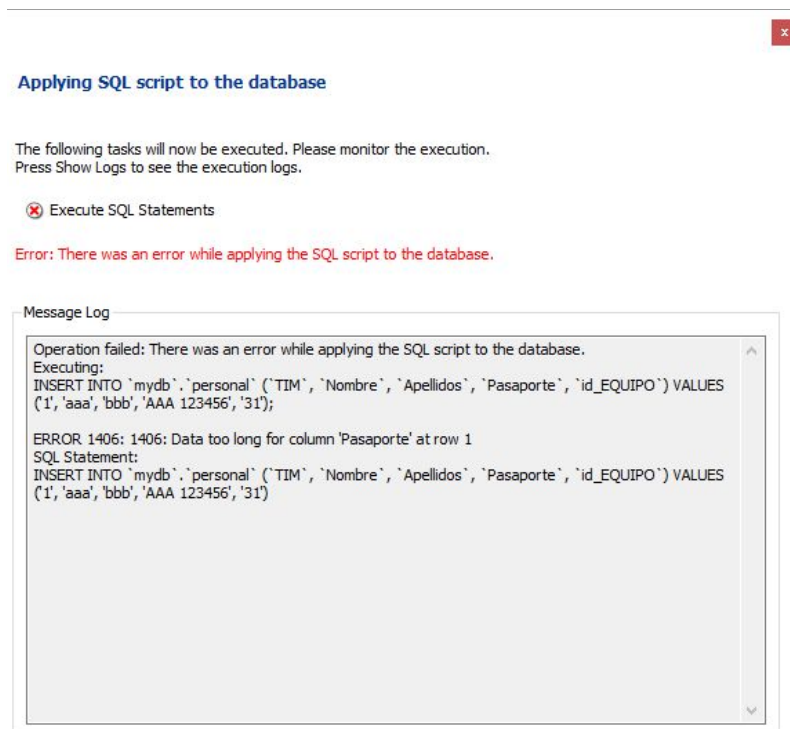 x
Applying SQL script to the database
The following tasks will now be executed. Please monitor the execution.
Press Show Logs to see the execution logs.
Execute SQL Statements
Error: There was an error while applying the SQL script to the database.
Message Log
Operation failed: There was an error while applying the SQL script to the database.
Executing:
INSERT INTO `mydb`.`personal` (`TIM`, `Nombre`, `Apellidos`, `Pasaporte`, `id_EQUIPO`) VALUES
('1', 'aaa', 'bbb', 'AAA 123456', '31');
ERROR 1406: 1406: Data too long for column 'Pasaporte' at row 1
SQL Statement:
INSERT INTO `mydb`.`personal` (`TIM`, `Nombre`, `Apellidos`, `Pasaporte`, `id_EQUIPO`) VALUES
('1', 'aaa', 'bbb', 'AAA 123456', '31')